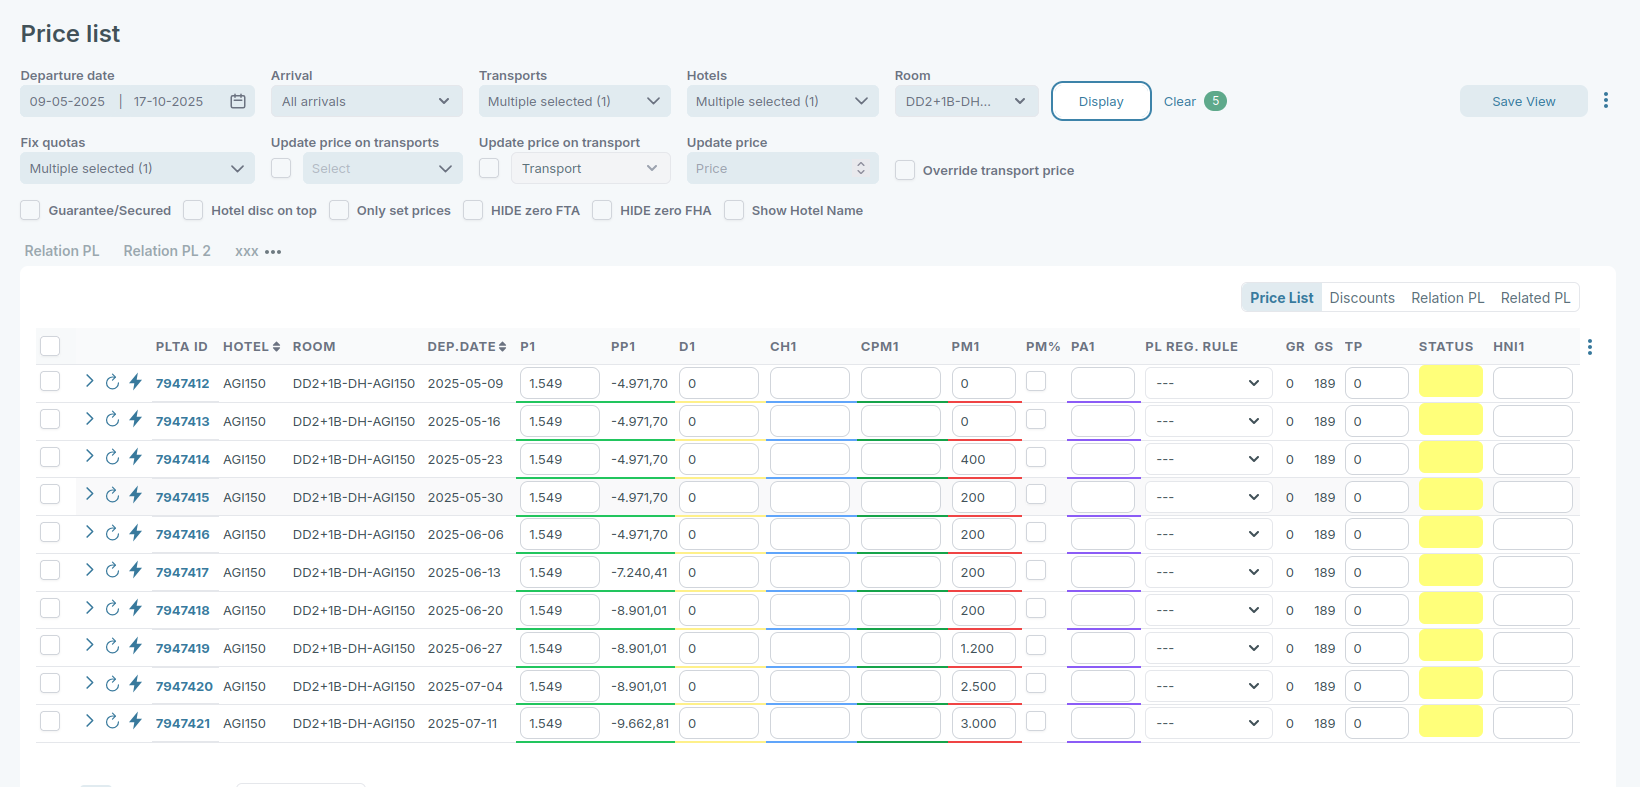 Price list
Departure date Arrival Transports Hotels Room
09-05-2025 | 17-10-2025 All arrivals Multiple selected (1) Multiple selected (1) DD2+1B-DH... Display Clear 5 Save View
Fix quotas Update price on transports Update price on transport Update price
Multiple selected (1) Select Transport Price Override transport price
Guarantee/Secured Hotel disc on top Only set prices HIDE zero FTA HIDE zero FHA Show Hotel Name
Relation PL Relation PL 2 xxx •••
Price List Discounts Relation PL Related PL
PLTA ID HOTEL ROOM DEP.DATE P1 PP1 D1 CH1 CPM1 PM1 PM% PA1 PL REG. RULE GR GS TP STATUS HNI1
7947412 AGI150 DD2+1B-DH-AGI150 2025-05-09 1.549 -4.971,70 0 0 --- 0 189 0
7947413 AGI150 DD2+1B-DH-AGI150 2025-05-16 1.549 -4.971,70 0 0 --- 0 189 0
7947414 AGI150 DD2+1B-DH-AGI150 2025-05-23 1.549 -4.971,70 0 400 --- 0 189 0
7947415 AGI150 DD2+1B-DH-AGI150 2025-05-30 1.549 -4.971,70 0 200 --- 0 189 0
7947416 AGI150 DD2+1B-DH-AGI150 2025-06-06 1.549 -4.971,70 0 200 --- 0 189 0
7947417 AGI150 DD2+1B-DH-AGI150 2025-06-13 1.549 -7.240,41 0 200 --- 0 189 0
7947418 AGI150 DD2+1B-DH-AGI150 2025-06-20 1.549 -8.901,01 0 200 --- 0 189 0
7947419 AGI150 DD2+1B-DH-AGI150 2025-06-27 1.549 -8.901,01 0 1.200 --- 0 189 0
7947420 AGI150 DD2+1B-DH-AGI150 2025-07-04 1.549 -8.901,01 0 2.500 --- 0 189 0
7947421 AGI150 DD2+1B-DH-AGI150 2025-07-11 1.549 -9.662,81 0 3.000 --- 0 189 0